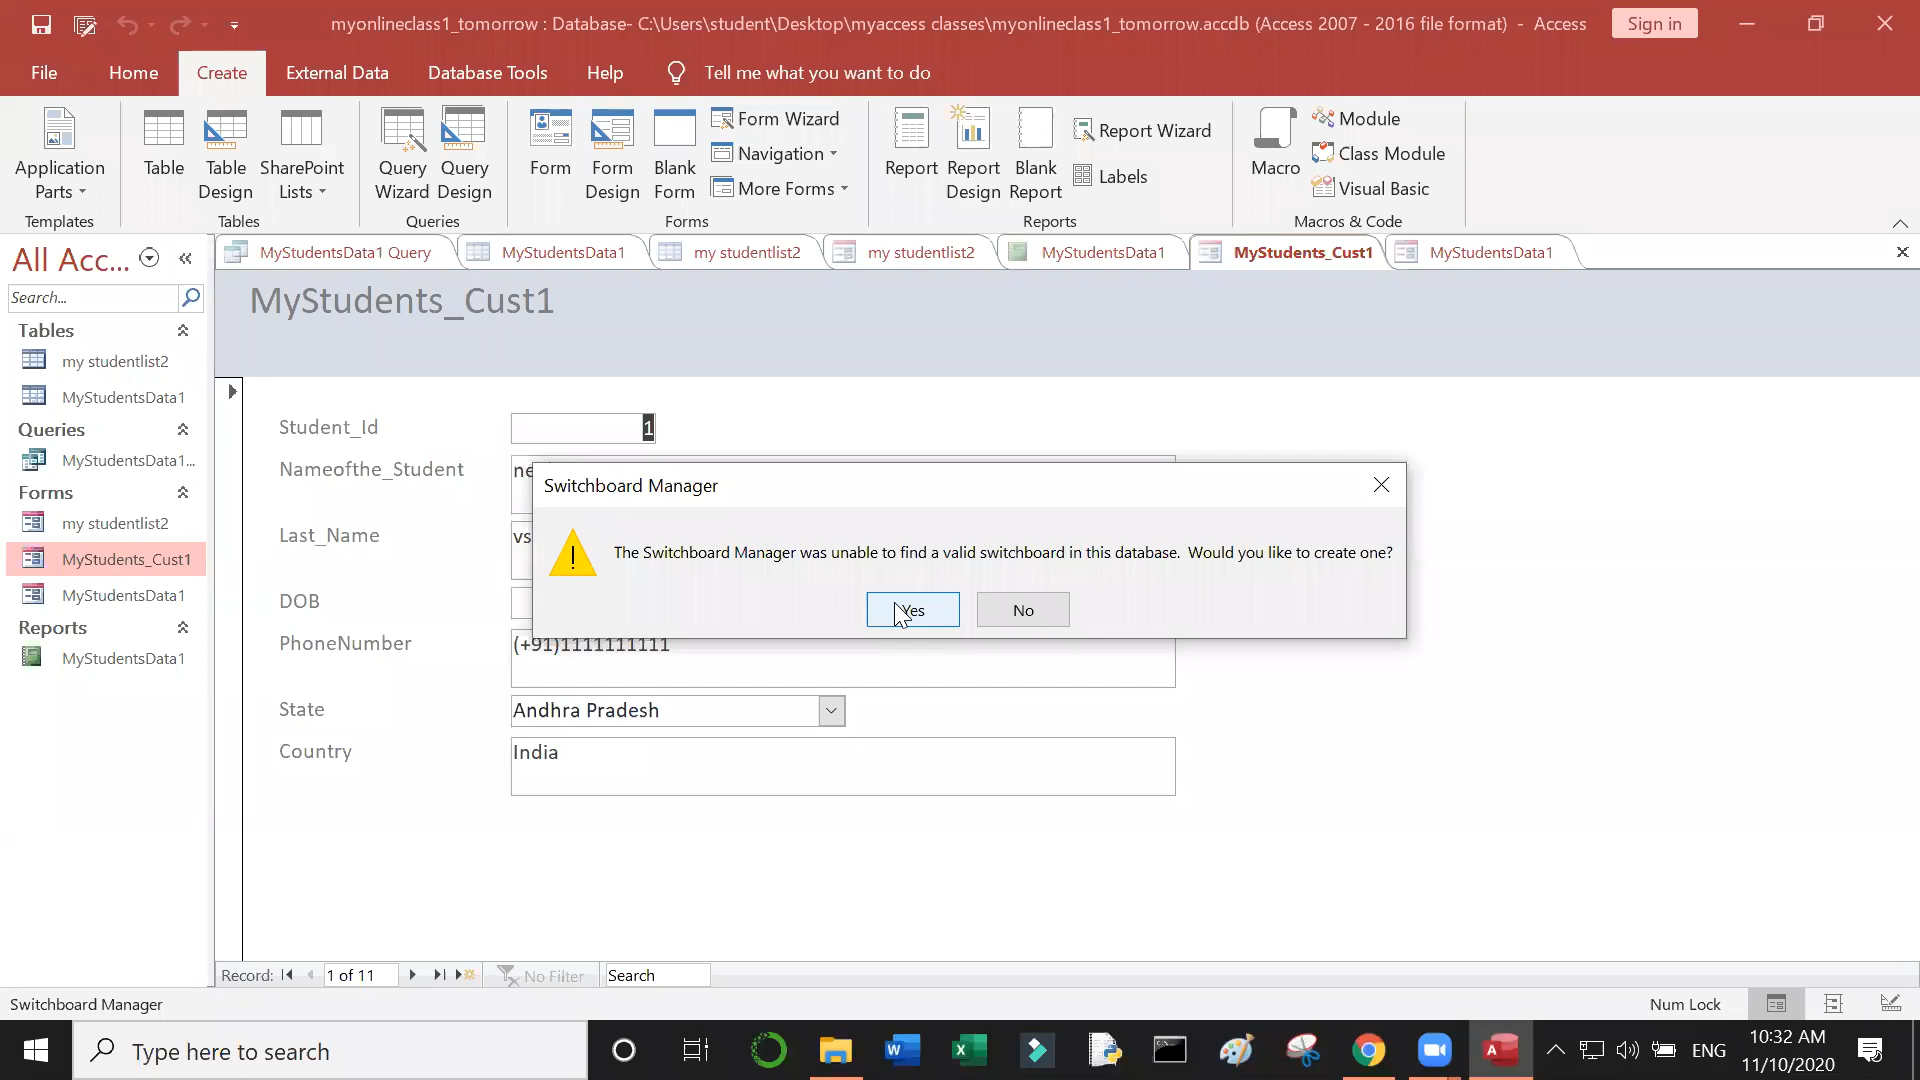 myonlineclass1_tomorrow : Database- C:\Users\student\Desktop\myaccess classes\myonlineclass1_tomorrow.accdb (Access 2007 - 2016 file format) - Access
Sign in
File Home Create External Data Database Tools Help Tell me what you want to do
Application Parts
Templates
Table
Table Design
SharePoint Lists
Tables
Query Wizard
Query Design
Queries
Form
Form Design
Blank Form
Form Wizard
Navigation
More Forms
Forms
Report
Report Design
Blank Report
Report Wizard
Labels
Reports
Macro
Module
Class Module
Visual Basic
Macros & Code
All Acc...
Search...
Tables
my studentlist2
MyStudentsData1
Queries
MyStudentsData1...
Forms
my studentlist2
MyStudents_Cust1
MyStudentsData1
Reports
MyStudentsData1
MyStudentsData1 Query
MyStudentsData1
my studentlist2
my studentlist2
MyStudentsData1
MyStudents_Cust1
MyStudentsData1
MyStudents_Cust1
Student_Id 1
Nameofthe_Student
Last_Name vs
DOB
PhoneNumber (+91)1111111111
State Andhra Pradesh
Country India
Switchboard Manager
The Switchboard Manager was unable to find a valid switchboard in this database. Would you like to create one?
Yes No
Record: 1 of 11 No Filter Search
Switchboard Manager
Num Lock
Type here to search
ENG
10:32 AM
11/10/2020